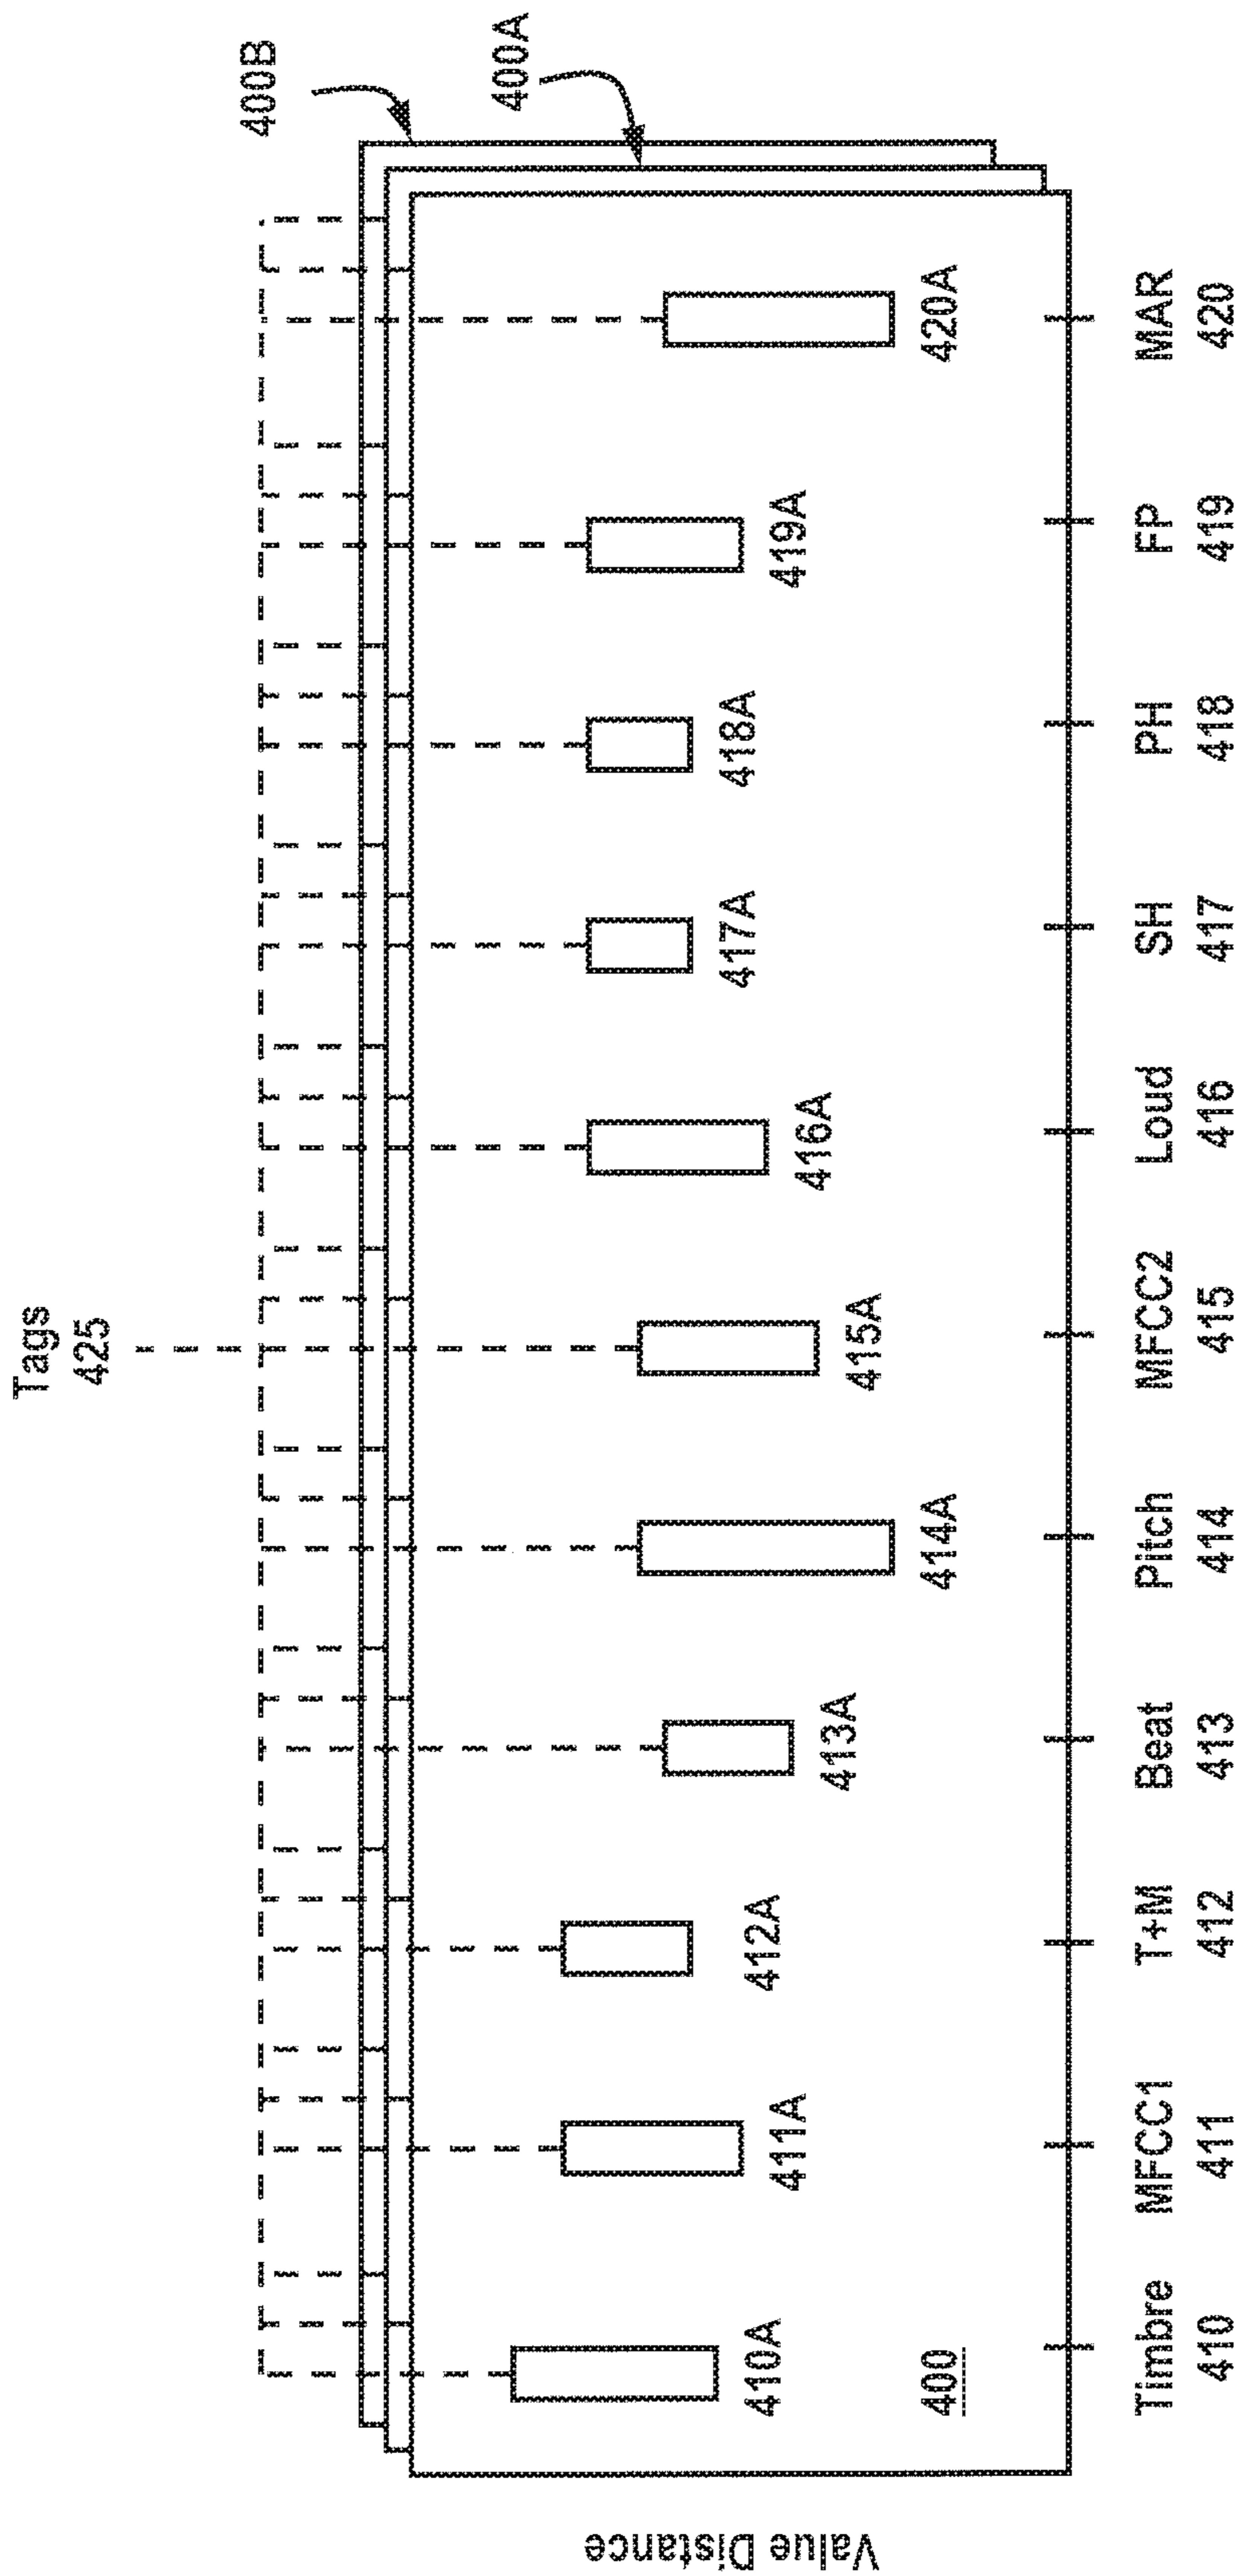 Tags
425
400B
400A
410A
411A
412A
413A
414A
415A
416A
417A
418A
419A
420A
400
Value Distance
Timbre
410
MFCC1
411
T+M
412
Beat
413
Pitch
414
MFCC2
415
Loud
416
SH
417
PH
418
FP
419
MAR
420